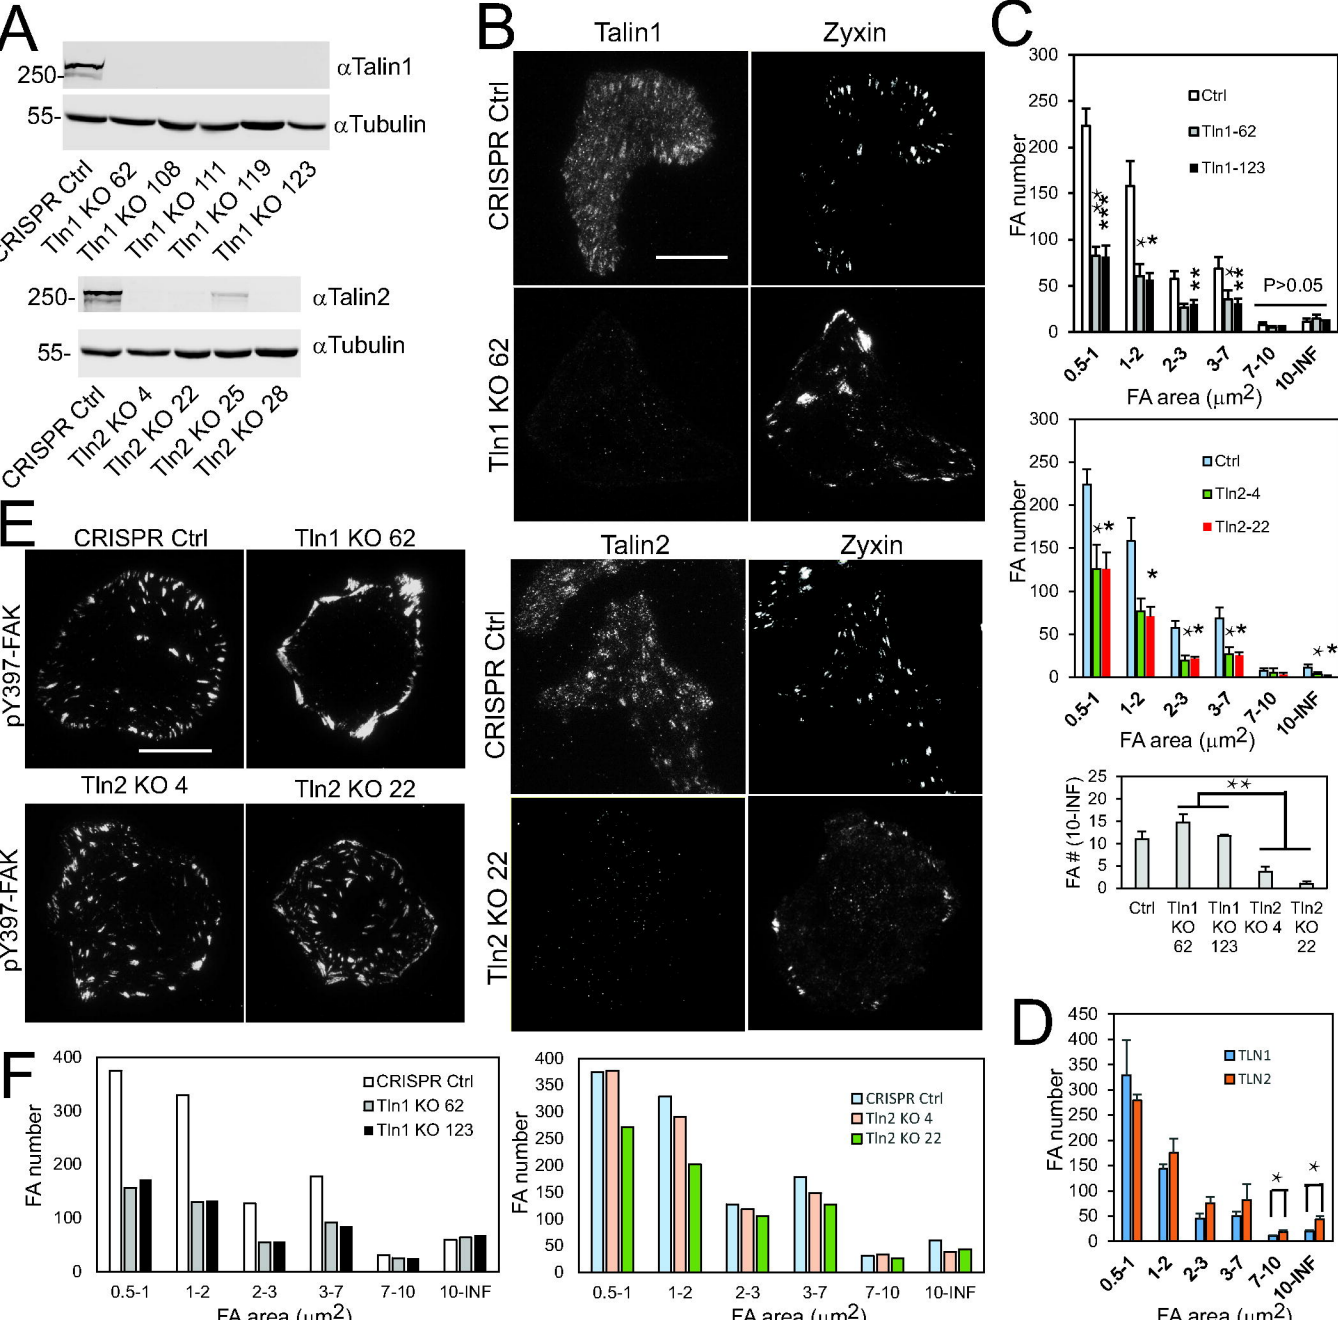 A
250-
αTalin1
55-
αTubulin
CRISPR Ctrl
Tln1 KO 62
Tln1 KO 108
Tln1 KO 111
Tln1 KO 119
Tln1 KO 123
250-
αTalin2
55-
αTubulin
CRISPR Ctrl
Tln2 KO 4
Tln2 KO 22
Tln2 KO 25
Tln2 KO 28
B
Talin1 Zyxin
CRISPR Ctrl
Tln1 KO 62
Talin2 Zyxin
CRISPR Ctrl
Tln2 KO 22
C
300
250
200
150
100
50
0
FA number
Ctrl
Tln1-62
Tln1-123
** ***
* *
**
* **
P>0.05
0.5-1 1-2 2-3 3-7 7-10 10-INF
FA area (μm2)
300
250
200
150
100
50
0
FA number
Ctrl
Tln2-4
Tln2-22
* *
*
* *
* *
* *
0.5-1 1-2 2-3 3-7 7-10 10-INF
FA area (μm2)
25
20
15
10
5
0
FA # (10-INF)
**
Ctrl Tln1 Tln1 Tln2 Tln2
KO KO KO 4 KO
62 123 22
D
450
400
350
300
250
200
150
100
50
0
FA number
TLN1
TLN2
* *
0.5-1 1-2 2-3 3-7 7-10 10-INF
FA area (μm2)
E
CRISPR Ctrl Tln1 KO 62
pY397-FAK
Tln2 KO 4 Tln2 KO 22
pY397-FAK
F
400
300
200
100
0
FA number
CRISPR Ctrl
Tln1 KO 62
Tln1 KO 123
0.5-1 1-2 2-3 3-7 7-10 10-INF
FA area (μm2)
400
350
300
250
200
150
100
50
0
FA number
CRISPR Ctrl
Tln2 KO 4
Tln2 KO 22
0.5-1 1-2 2-3 3-7 7-10 10-INF
FA area (μm2)